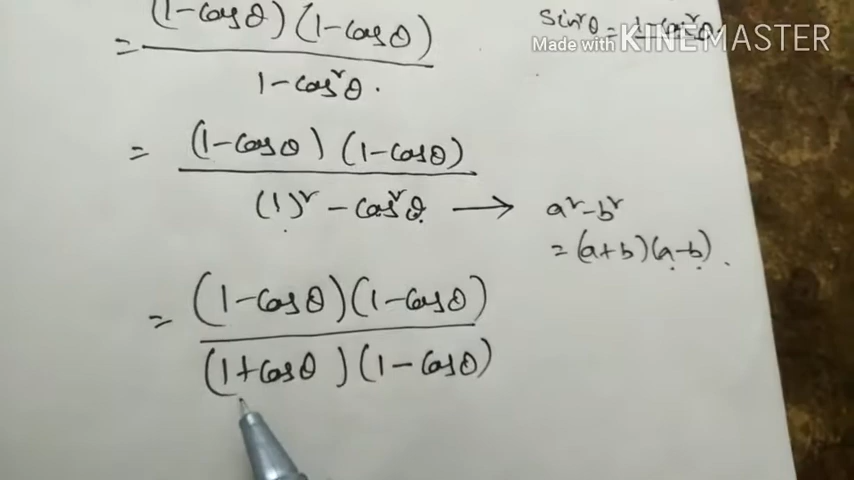 (1-cosθ) (1-cosθ)
=
1-cos²θ.
sin²θ = 1-cos²θ
Made with KINEMASTER
(1-cosθ) (1-cosθ)
=
(1)² - cos²θ → a²-b²
= (a+b)(a-b).
(1-cosθ)(1-cosθ)
=
(1+cosθ)(1-cosθ)